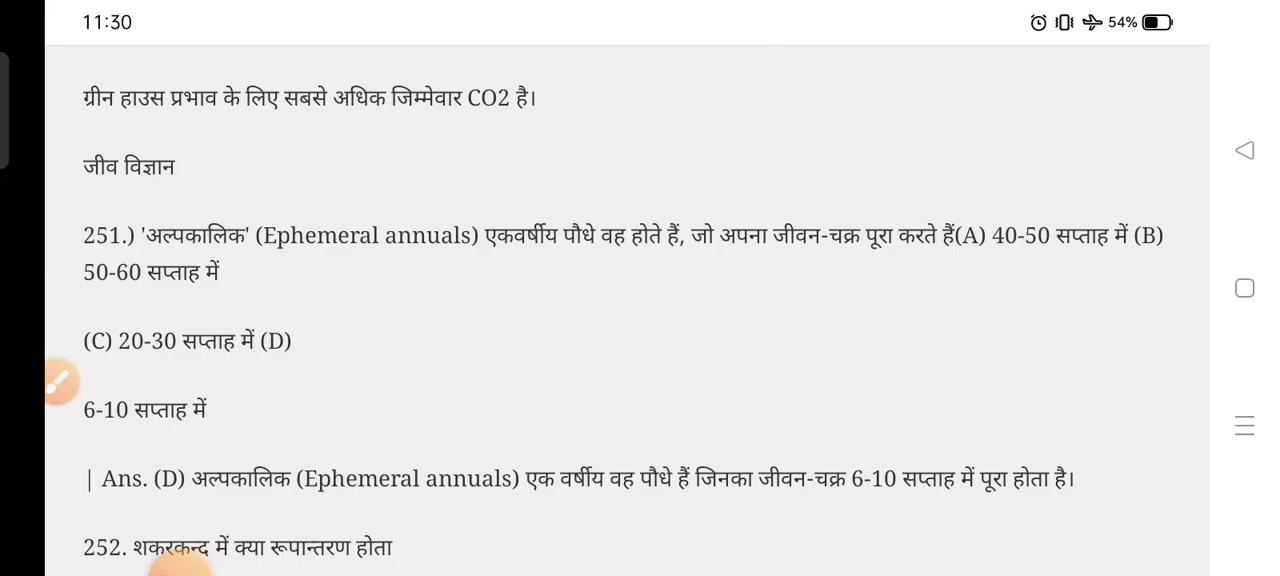 11:30
54%
ग्रीन हाउस प्रभाव के लिए सबसे अधिक जिम्मेवार CO2 है।
जीव विज्ञान
251.) 'अल्पकालिक' (Ephemeral annuals) एकवर्षीय पौधे वह होते हैं, जो अपना जीवन-चक्र पूरा करते हैं(A) 40-50 सप्ताह में (B)
50-60 सप्ताह में
(C) 20-30 सप्ताह में (D)
6-10 सप्ताह में
| Ans. (D) अल्पकालिक (Ephemeral annuals) एक वर्षीय वह पौधे हैं जिनका जीवन-चक्र 6-10 सप्ताह में पूरा होता है।
252. शकरकन्द में क्या रूपान्तरण होता